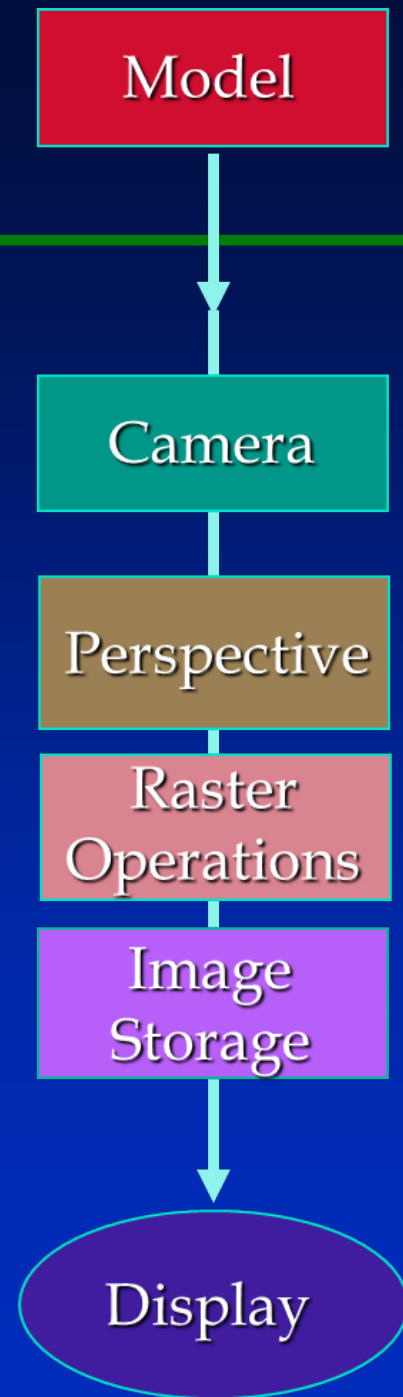 Model
Camera
Perspective
Raster
Operations
Image
Storage
Display